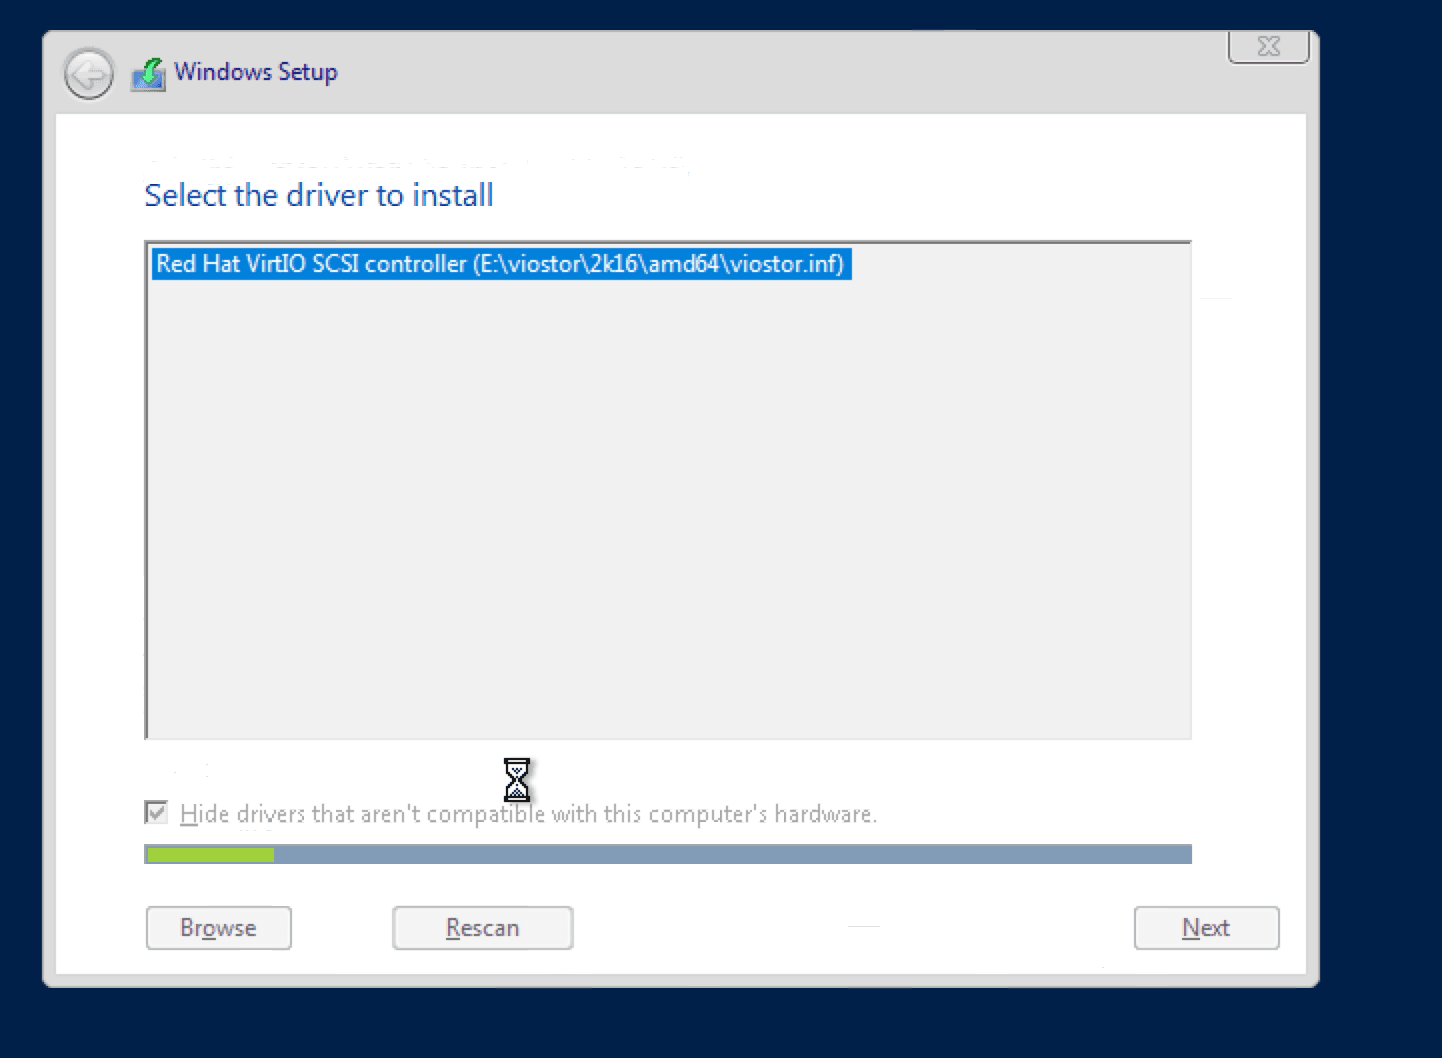 Windows Setup
Select the driver to install
Red Hat VirtIO SCSI controller (E:\viostor\2k16\amd64\viostor.inf)
Hide drivers that aren't compatible with this computer's hardware.
Browse
Rescan
Next